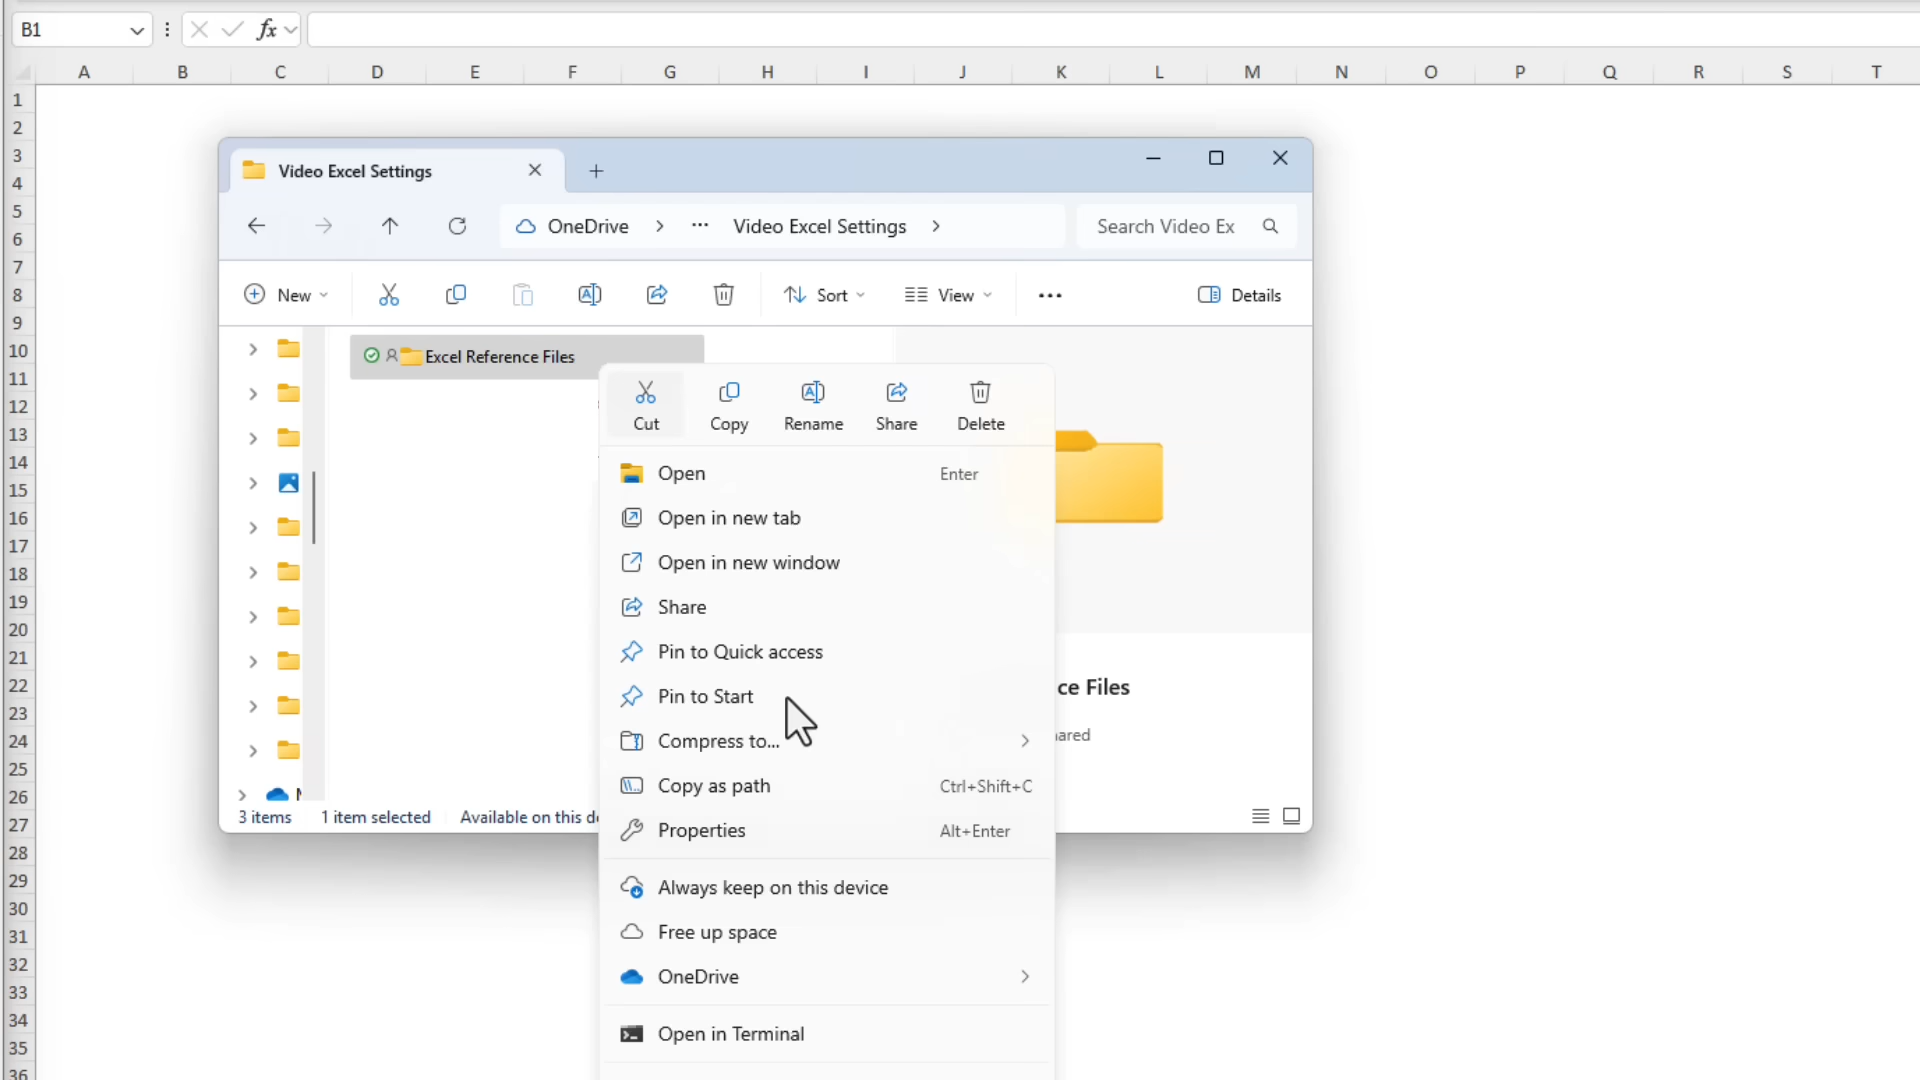 B1
fx
A B C D E F G H I J K L M N O P Q R S T
1
2
3
4
5
6
7
8
9
10
11
12
13
14
15
16
17
18
19
20
21
22
23
24
25
26
27
28
29
30
31
32
33
34
35
36
Video Excel Settings
OneDrive > ... Video Excel Settings >
Search Video Ex
New
Sort
View
Details
Excel Reference Files
Cut Copy Rename Share Delete
Open Enter
Open in new tab
Open in new window
Share
Pin to Quick access
Pin to Start
Compress to...
Copy as path Ctrl+Shift+C
Properties Alt+Enter
Always keep on this device
Free up space
OneDrive
Open in Terminal
ce Files
ared
3 items 1 item selected Available on this de